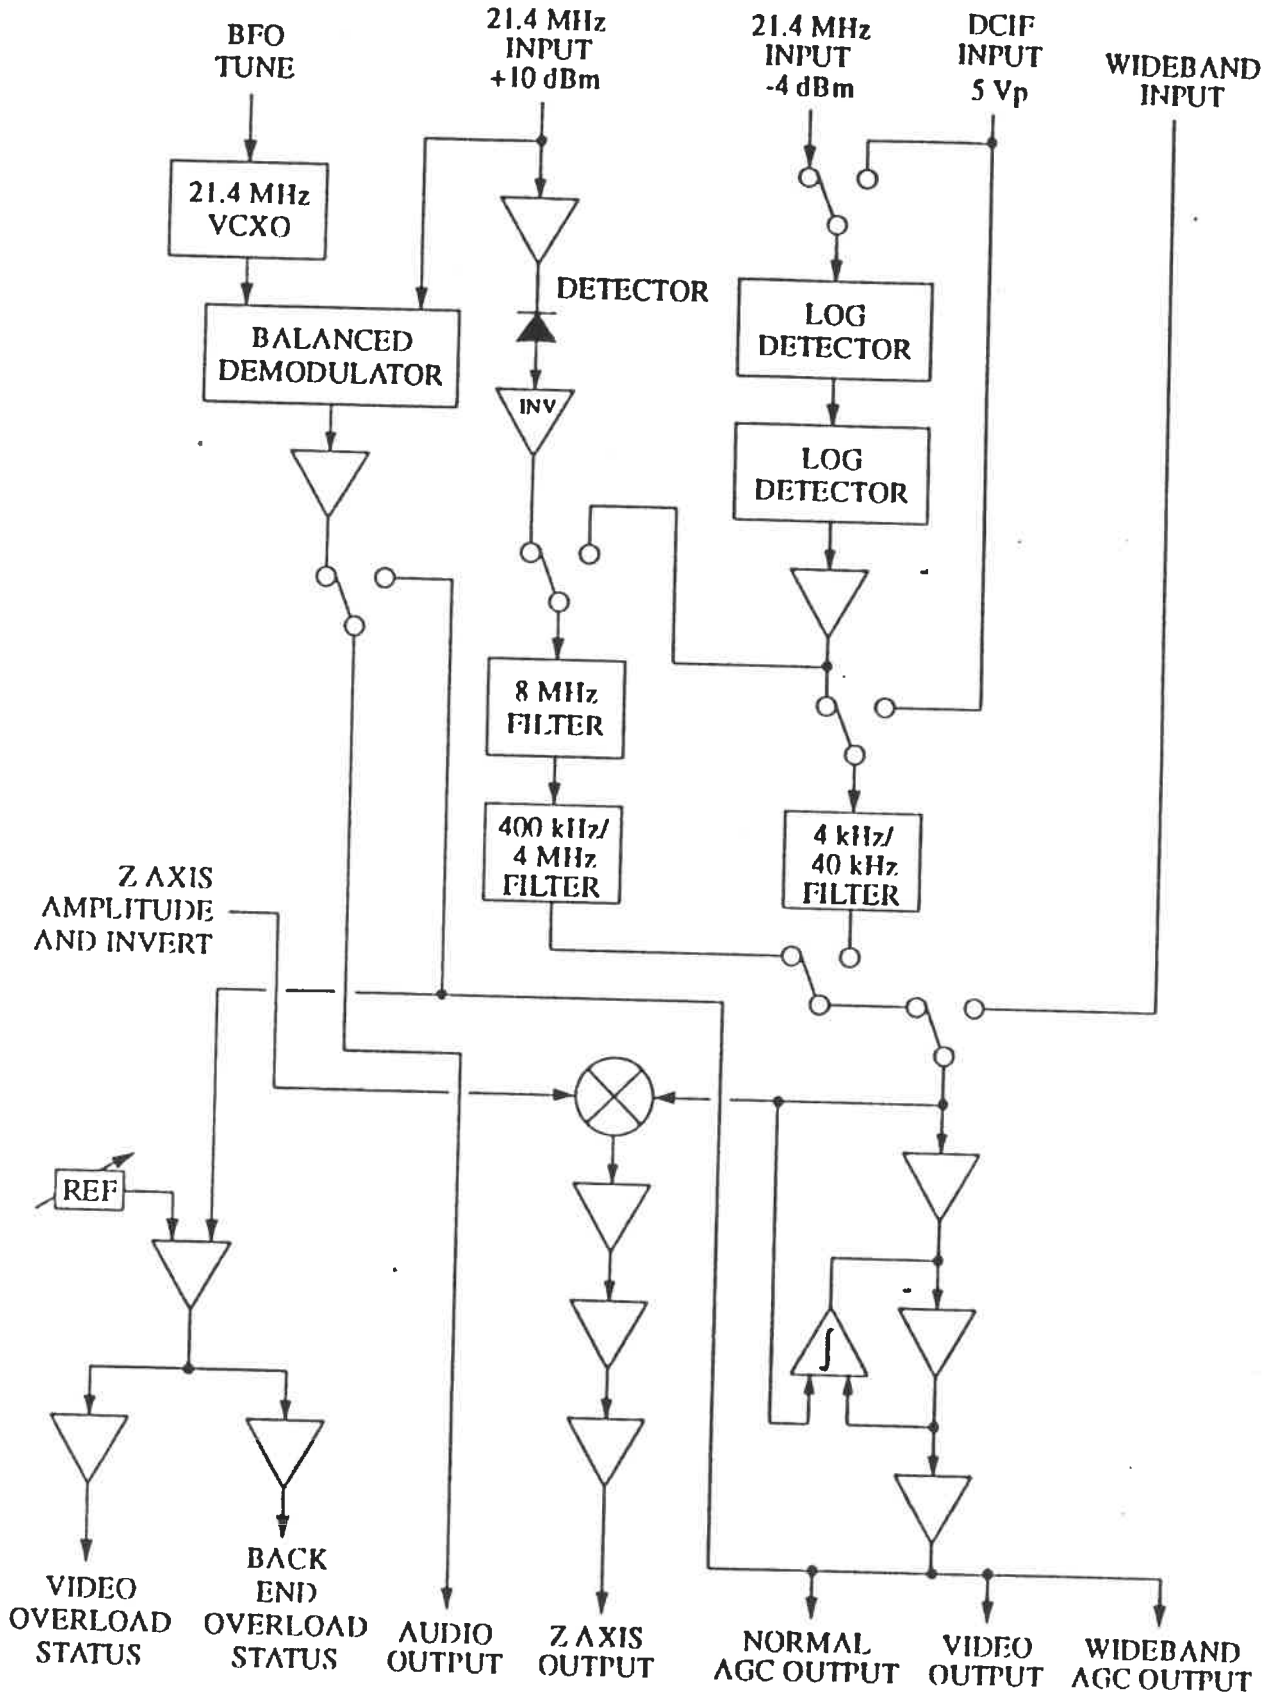 BFO
TUNE
21.4 MHz
INPUT
+10 dBm
21.4 MHz
INPUT
-4 dBm
DCIF
INPUT
5 Vp
WIDEBAND
INPUT
21.4 MHz
VCXO
DETECTOR
BALANCED
DEMODULATOR
INV
LOG
DETECTOR
LOG
DETECTOR
8 MHz
FILTER
400 kHz/
4 MHz
FILTER
4 kHz/
40 kHz
FILTER
Z AXIS
AMPLITUDE
AND INVERT
REF
∫
VIDEO
OVERLOAD
STATUS
BACK
END
OVERLOAD
STATUS
AUDIO
OUTPUT
Z AXIS
OUTPUT
NORMAL
AGC OUTPUT
VIDEO
OUTPUT
WIDEBAND
AGC OUTPUT